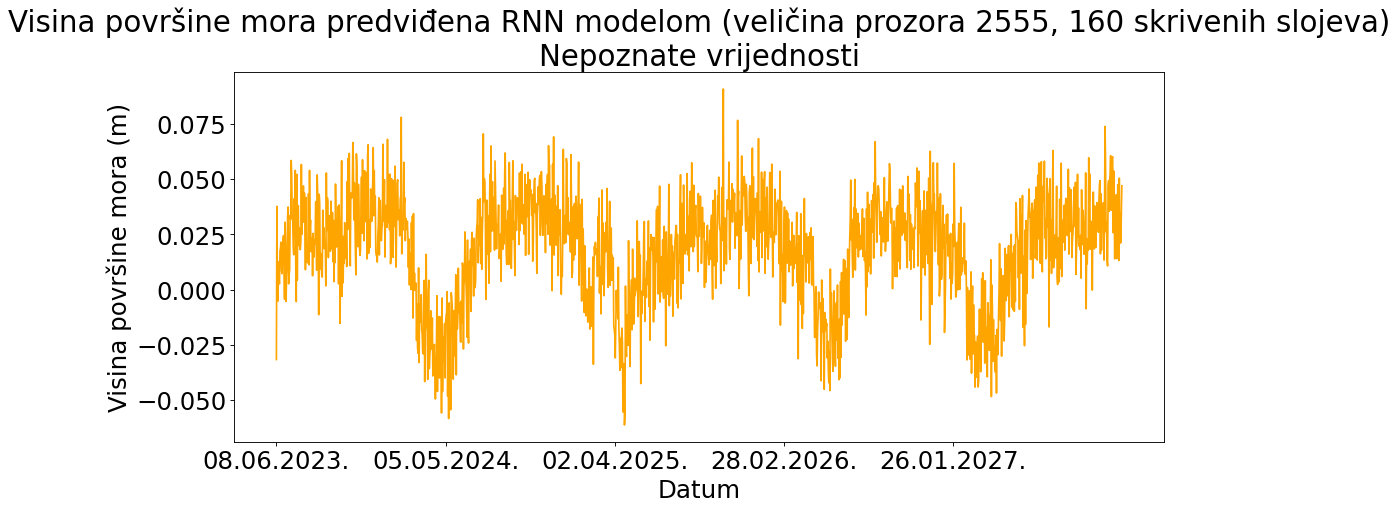 Visina površine mora predviđena RNN modelom (veličina prozora 2555, 160 skrivenih slojeva)
Nepoznate vrijednosti
Visina površine mora (m)
0.075
0.050
0.025
0.000
−0.025
−0.050
08.06.2023. 05.05.2024. 02.04.2025. 28.02.2026. 26.01.2027.
Datum